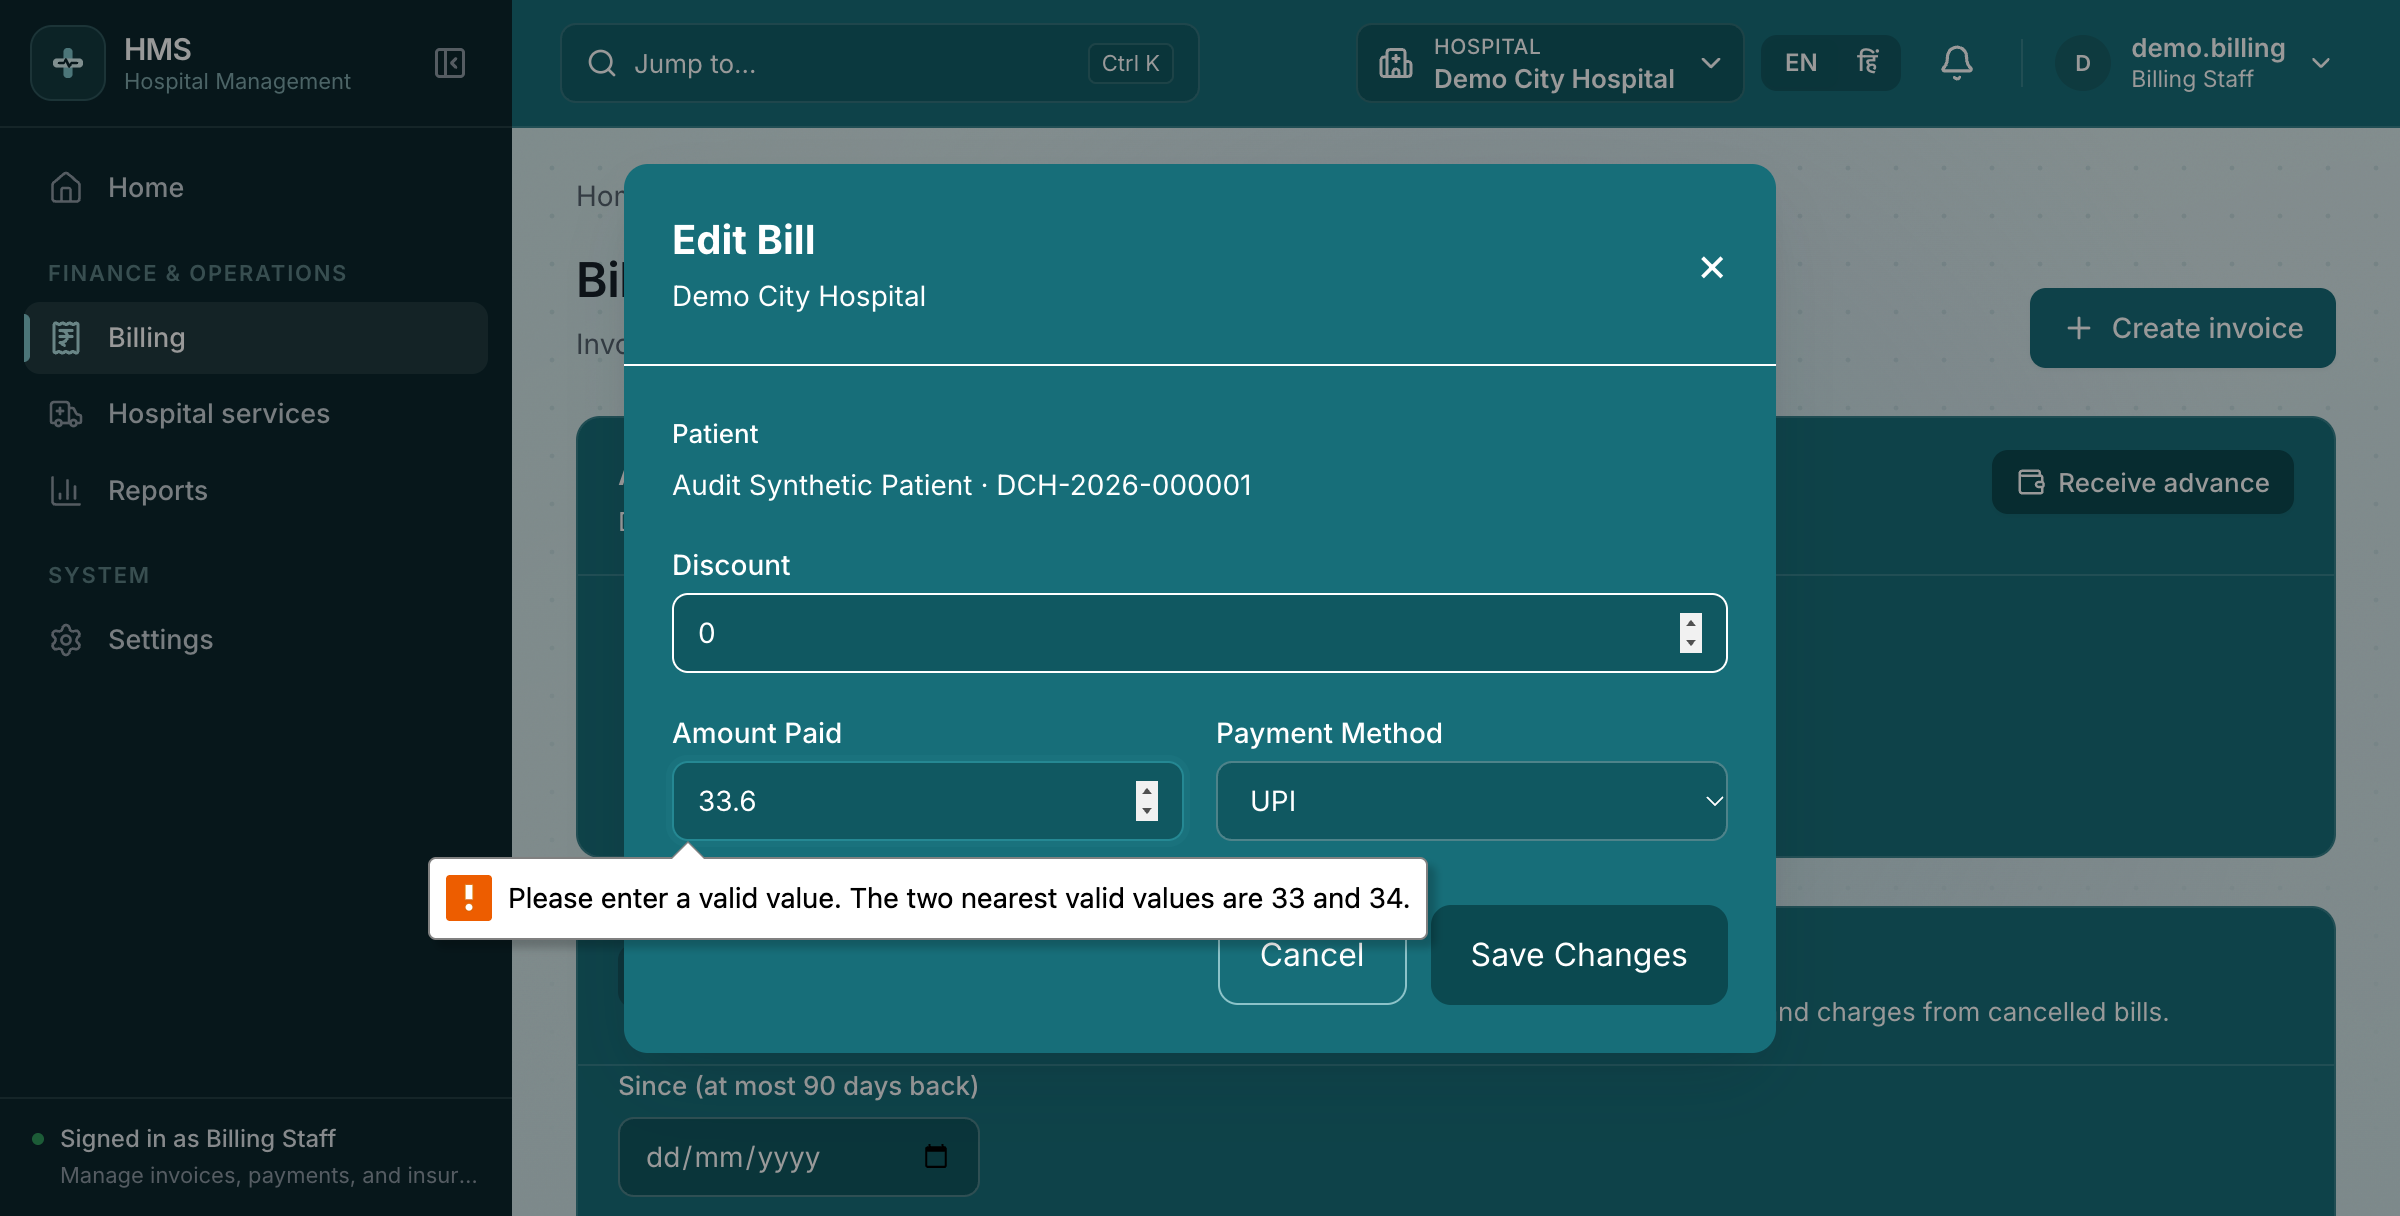 HMS
Hospital Management
Jump to...
Ctrl K
HOSPITAL
Demo City Hospital
EN
हिं
D
demo.billing
Billing Staff
Home
FINANCE & OPERATIONS
Billing
Hospital services
Reports
SYSTEM
Settings
Signed in as Billing Staff
Manage invoices, payments, and insur...
Create invoice
Receive advance
Edit Bill
Demo City Hospital
Patient
Audit Synthetic Patient · DCH-2026-000001
Discount
0
Amount Paid
33.6
Payment Method
UPI
Please enter a valid value. The two nearest valid values are 33 and 34.
Cancel
Save Changes
charges from cancelled bills.
Since (at most 90 days back)
dd/mm/yyyy